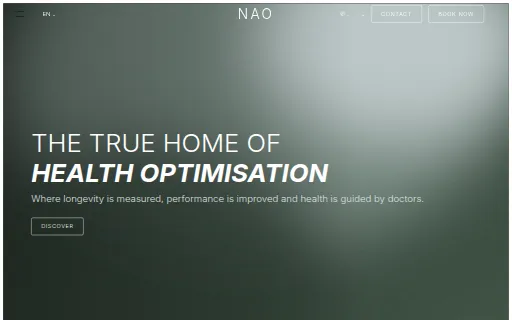 EN
NAO
CONTACT
BOOK NOW
THE TRUE HOME OF
HEALTH OPTIMISATION
Where longevity is measured, performance is improved and health is guided by doctors.
DISCOVER